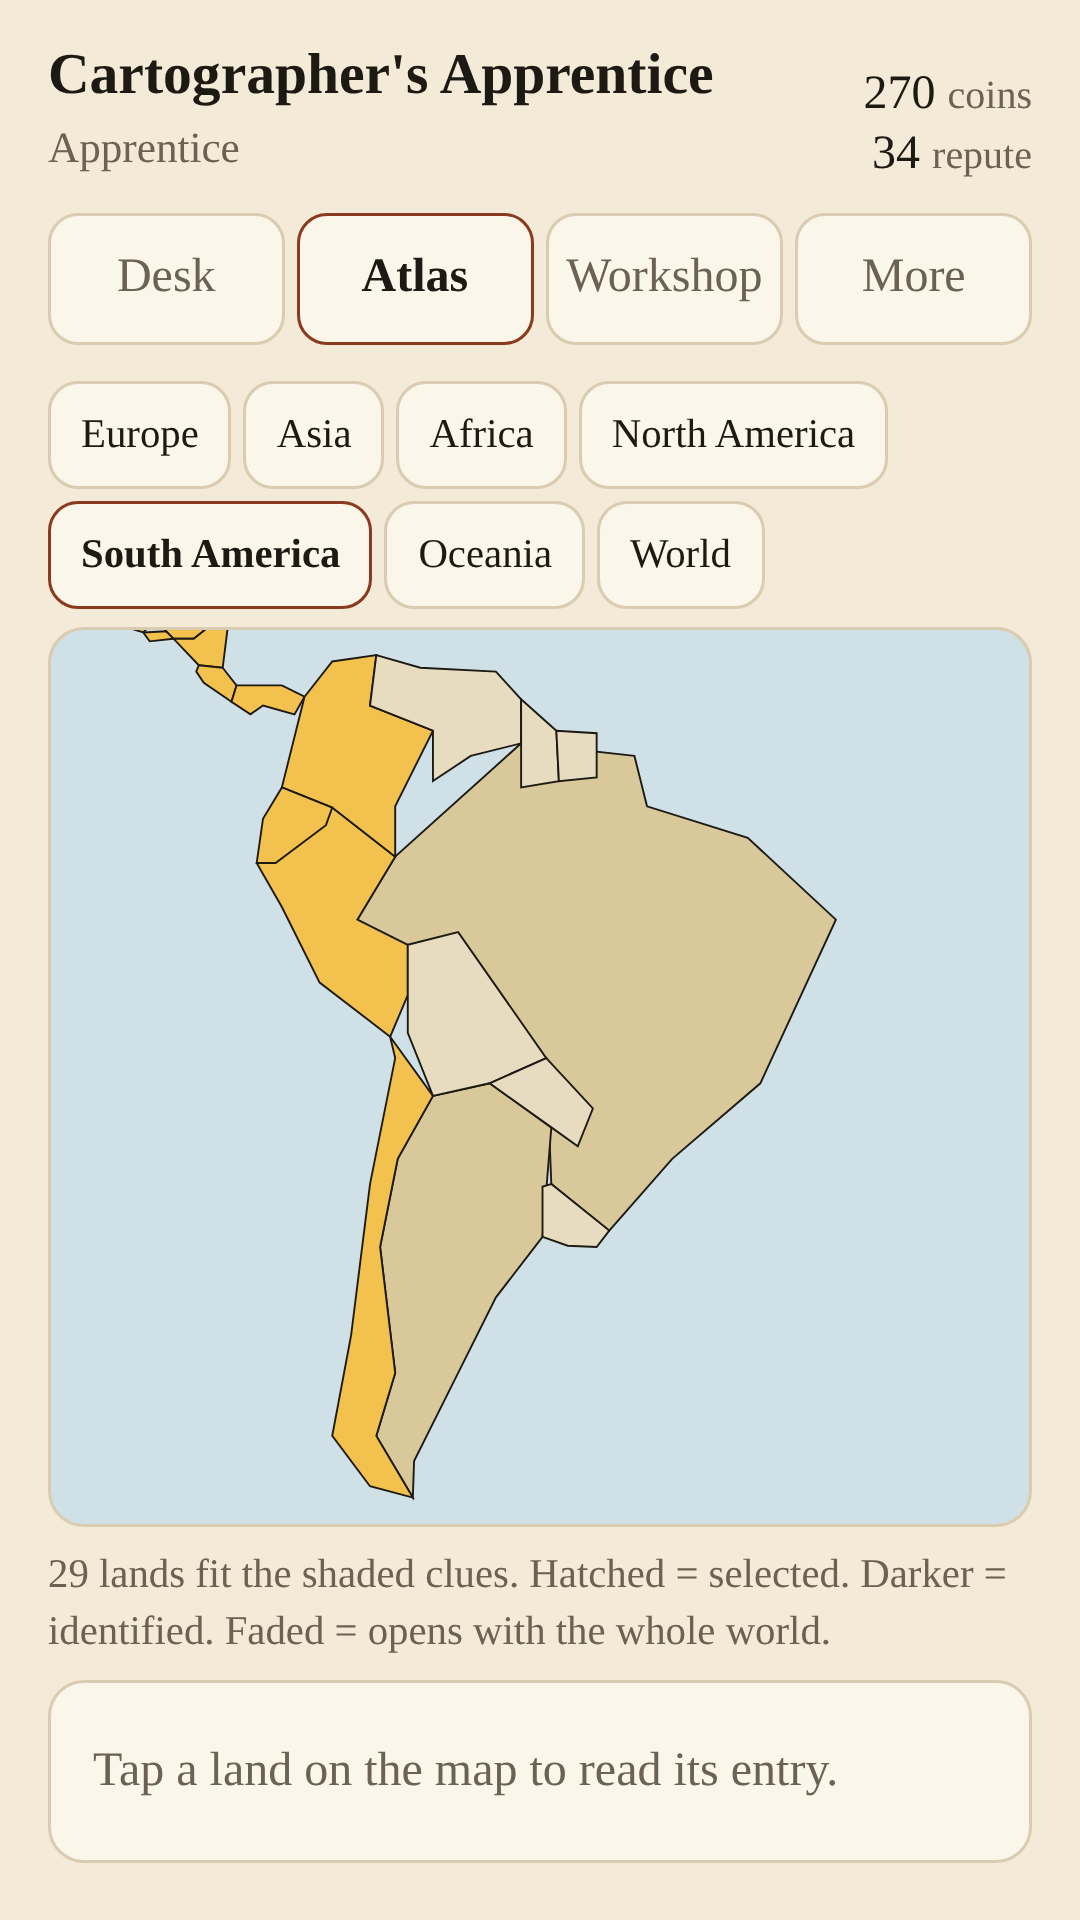 Cartographer's Apprentice
270 coins
Apprentice
34 repute
Desk
Atlas
Workshop
More
Europe
Asia
Africa
North America
South America
Oceania
World
29 lands fit the shaded clues. Hatched = selected. Darker =
identified. Faded = opens with the whole world.
Tap a land on the map to read its entry.